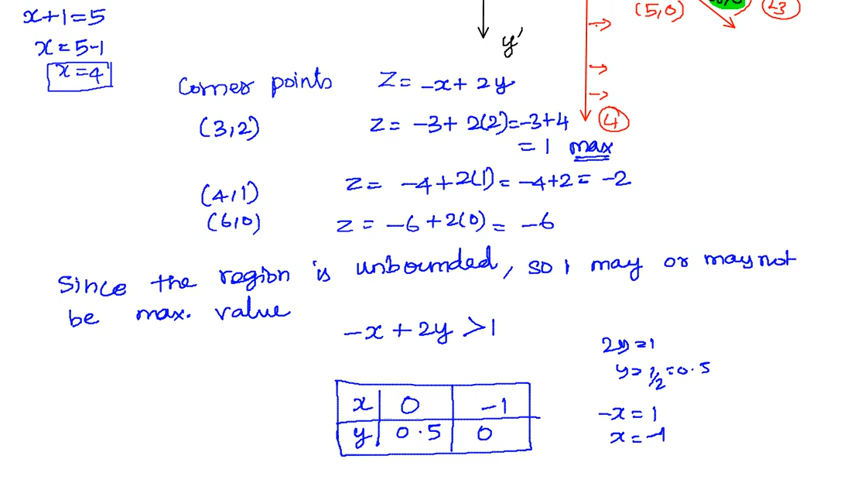 x+1=5
x=5-1
x=4
y'
(5,0)
L3
4
Corner points Z = -x+2y
(3,2) Z = -3+2(2)=-3+4
= 1 max
(4,1) Z = -4+2(1)=-4+2=-2
(6,0) Z = -6+2(0)= -6
Since the region is unbounded, so 1 may or may not
be max. value
-x+2y>1
2y=1
y=1/2=0.5
x 0 -1
y 0.5 0
-x=1
x=-1